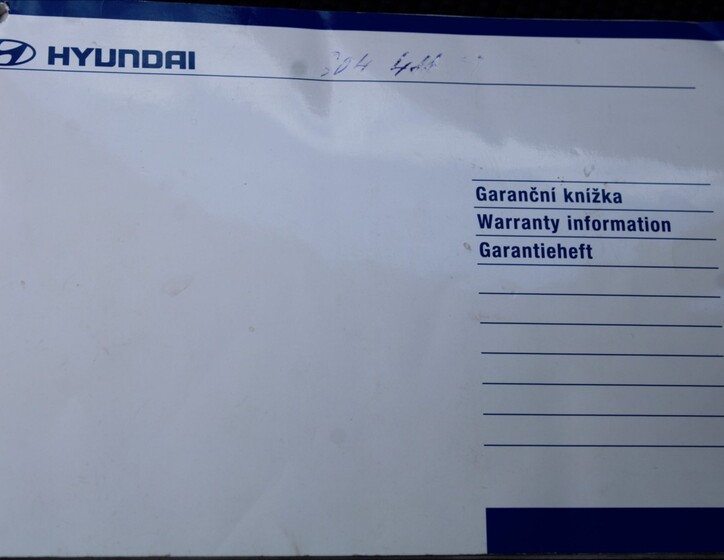 HYUNDAI
Garanční knížka
Warranty information
Garantieheft